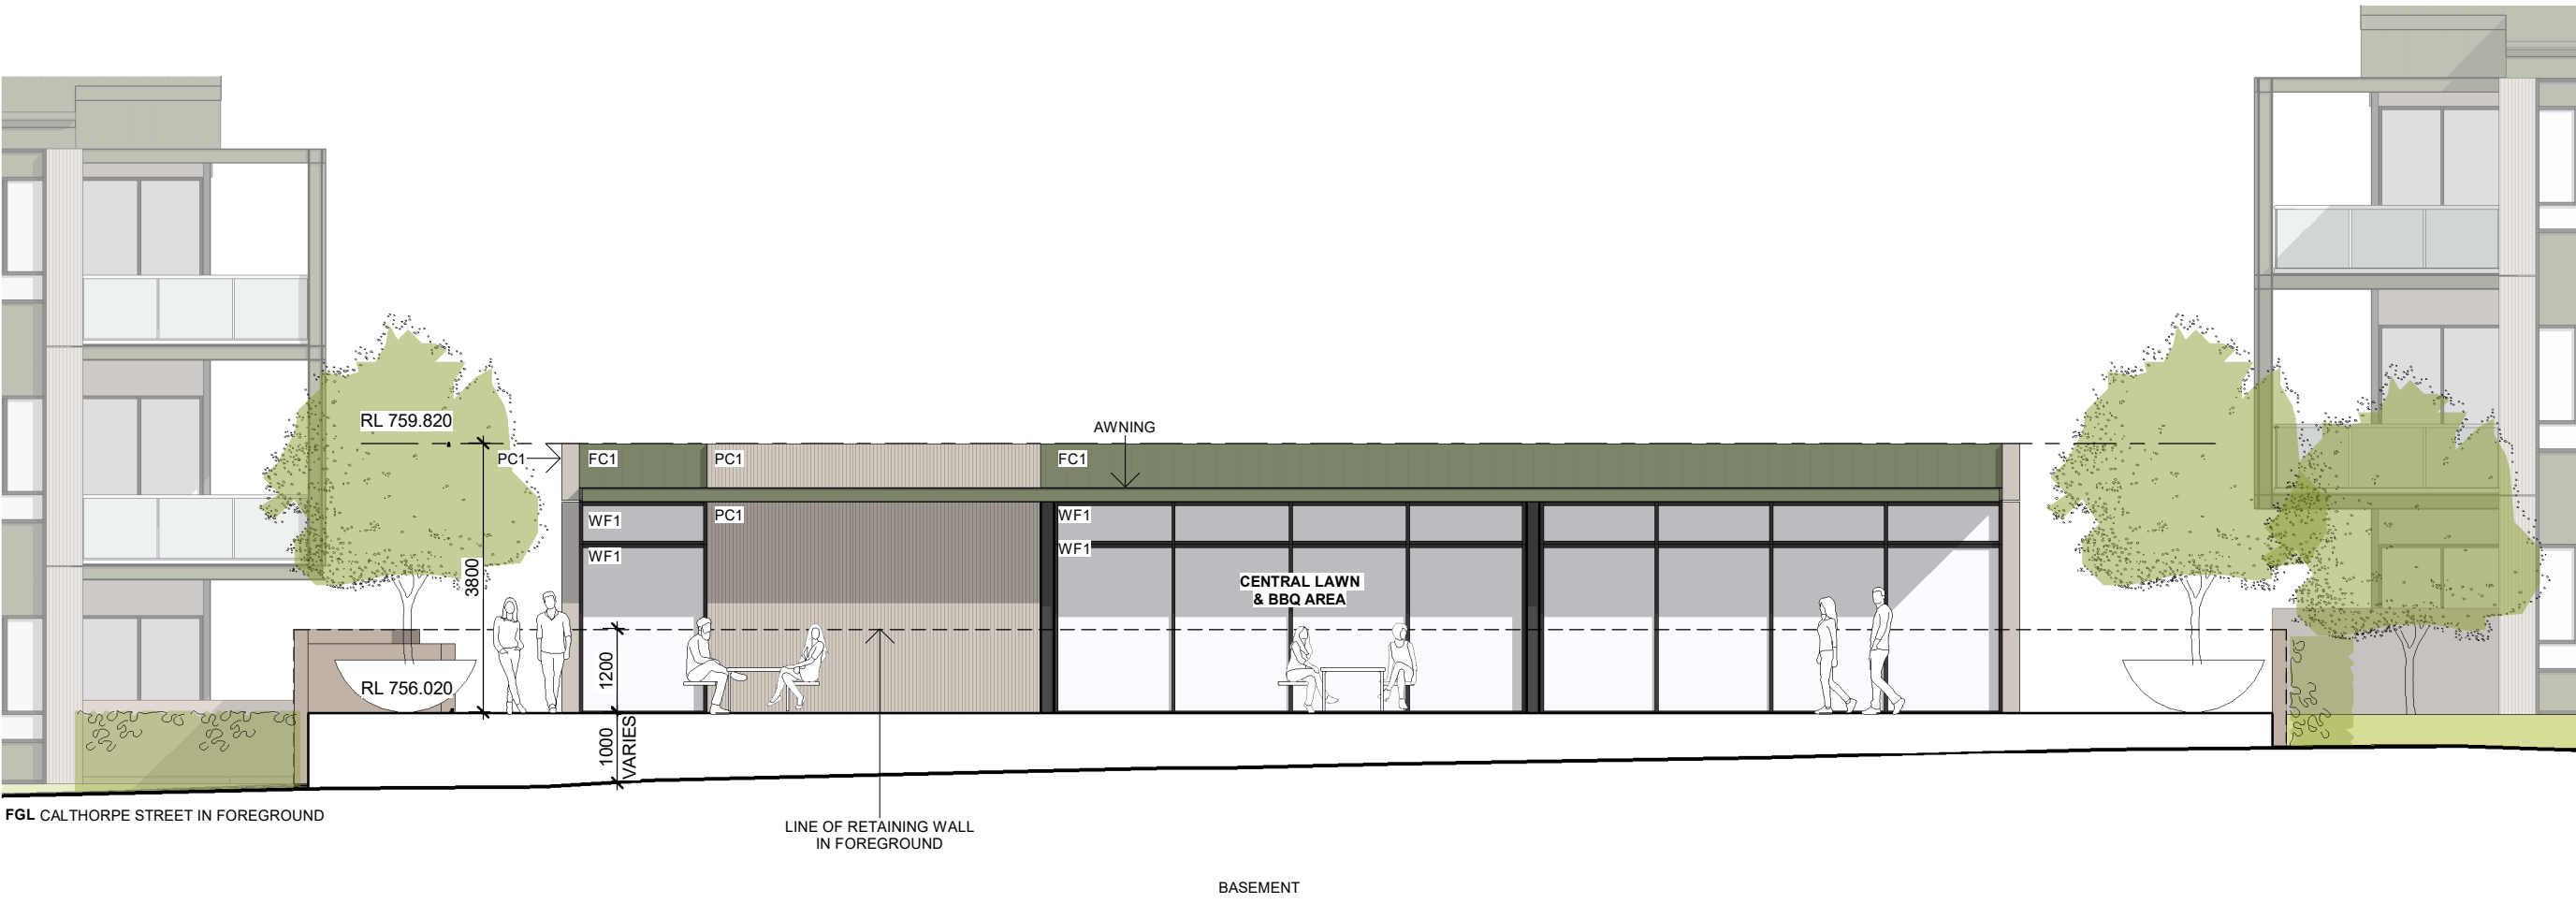 RL 759.820
AWNING
PC1
FC1
PC1
FC1
WF1
PC1
WF1
WF1
WF1
3800
CENTRAL LAWN
& BBQ AREA
1200
RL 756.020
1000
VARIES
FGL CALTHORPE STREET IN FOREGROUND
LINE OF RETAINING WALL
IN FOREGROUND
BASEMENT